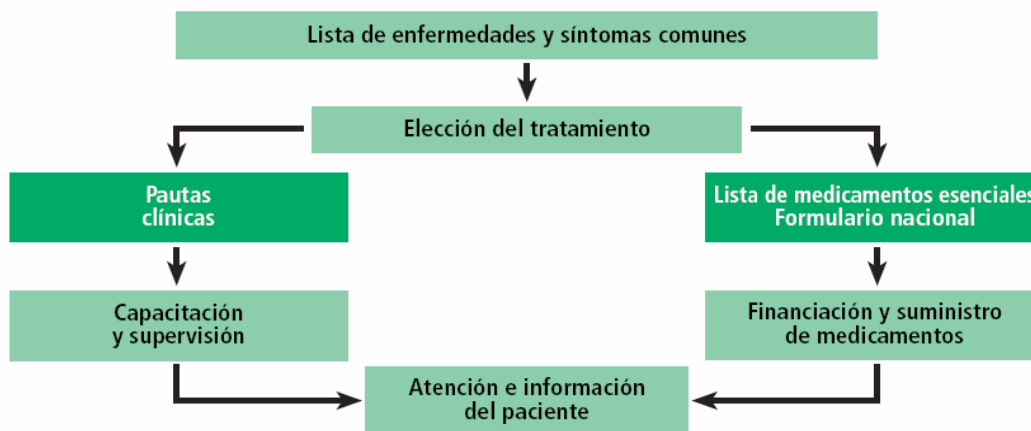 Lista de enfermedades y síntomas comunes
Elección del tratamiento
Pautas
clínicas
Lista de medicamentos esenciales
Formulario nacional
Capacitación
y supervisión
Financiación y suministro
de medicamentos
Atención e información
del paciente